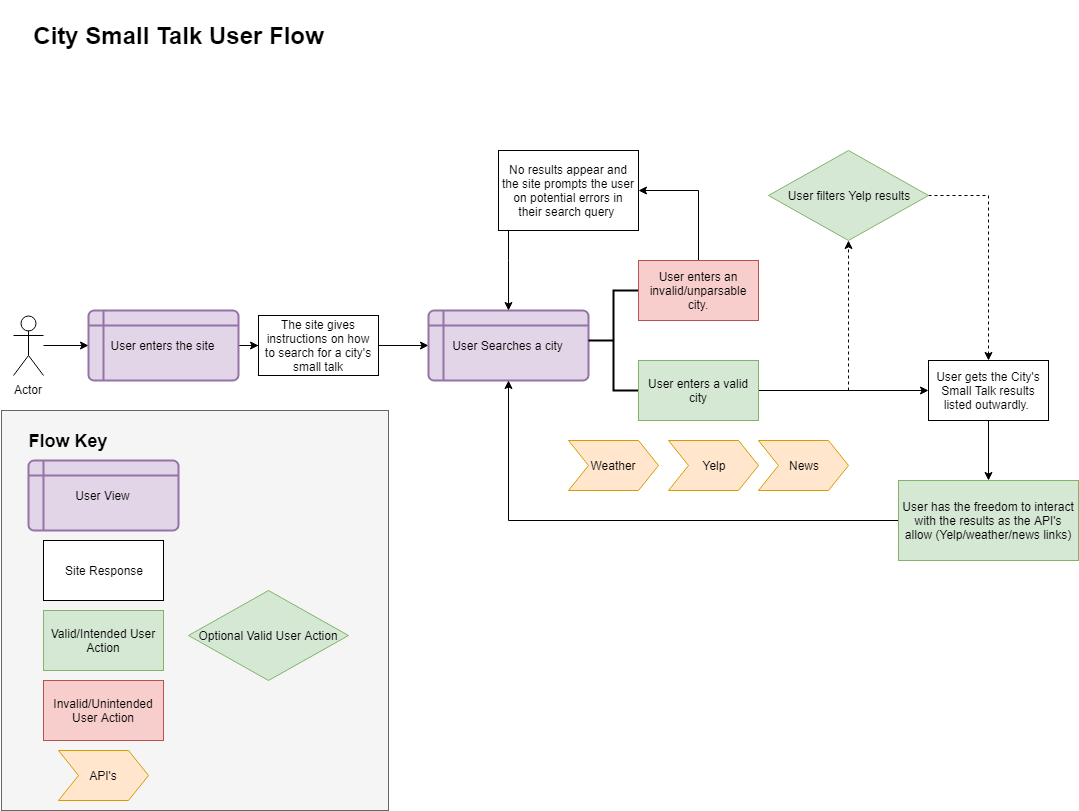 City Small Talk User Flow
No results appear and
the site prompts the user
on potential errors in
their search query
User filters Yelp results
User enters an
invalid/unparsable
city.
Actor
User enters the site
The site gives
instructions on how
to search for a city's
small talk
User Searches a city
User enters a valid
city
User gets the City's
Small Talk results
listed outwardly.
Weather
Yelp
News
User has the freedom to interact
with the results as the API's
allow (Yelp/weather/news links)
Flow Key
User View
Site Response
Valid/Intended User
Action
Optional Valid User Action
Invalid/Unintended
User Action
API's